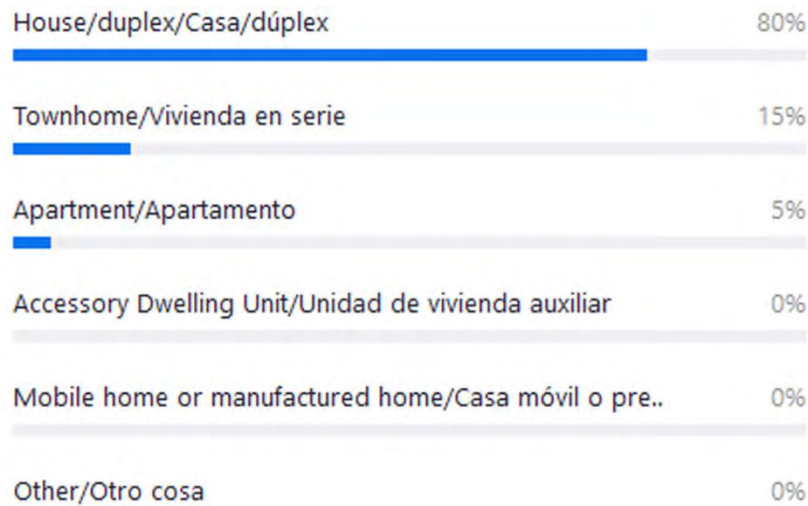 House/duplex/Casa/dúplex 80%
Townhome/Vivienda en serie 15%
Apartment/Apartamento 5%
Accessory Dwelling Unit/Unidad de vivienda auxiliar 0%
Mobile home or manufactured home/Casa móvil o pre.. 0%
Other/Otro cosa 0%